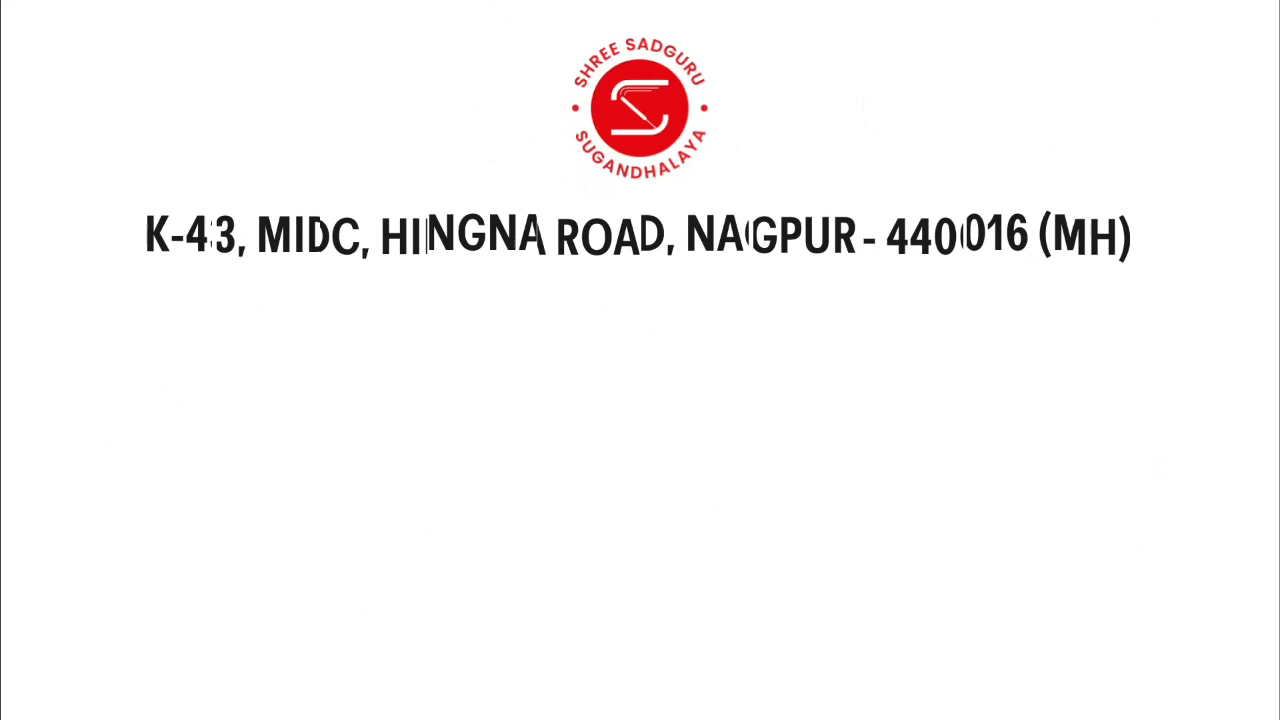 SHREE SADGURU
SUGANDHALAYA
K-43, MIDC, HINGNA ROAD, NAGPUR - 440016 (MH)